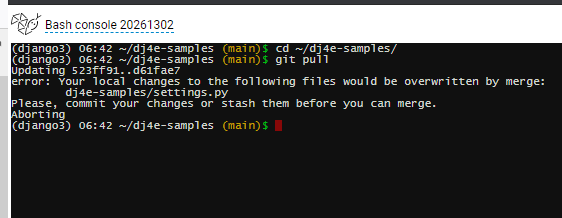 Bash console 20261302
(django3) 06:42 ~/dj4e-samples (main)$ cd ~/dj4e-samples/
(django3) 06:42 ~/dj4e-samples (main)$ git pull
Updating 523ff91..d61fae7
error: Your local changes to the following files would be overwritten by merge:
        dj4e-samples/settings.py
Please, commit your changes or stash them before you can merge.
Aborting
(django3) 06:42 ~/dj4e-samples (main)$